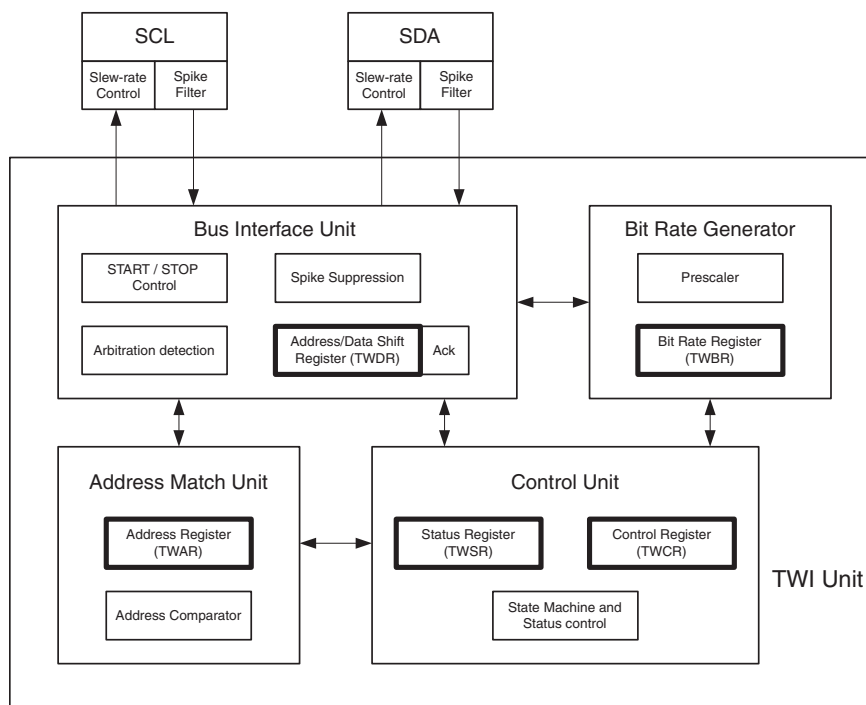 SCL
Slew-rate
Control
Spike
Filter
SDA
Slew-rate
Control
Spike
Filter
Bus Interface Unit
START / STOP
Control
Spike Suppression
Arbitration detection
Address/Data Shift
Register (TWDR)
Ack
Bit Rate Generator
Prescaler
Bit Rate Register
(TWBR)
Address Match Unit
Address Register
(TWAR)
Address Comparator
Control Unit
Status Register
(TWSR)
Control Register
(TWCR)
State Machine and
Status control
TWI Unit